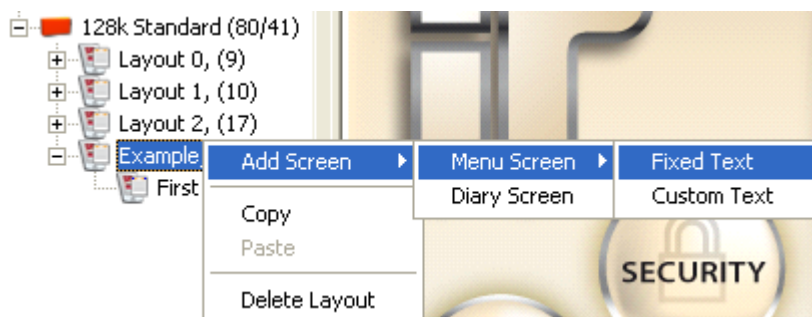 128k Standard (80/41)
Layout 0, (9)
Layout 1, (10)
Layout 2, (17)
Example
First
Add Screen
Copy
Paste
Delete Layout
Menu Screen
Diary Screen
Fixed Text
Custom Text
SECURITY